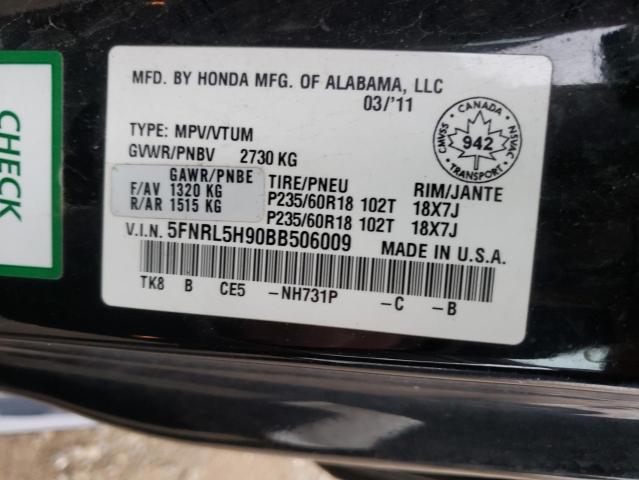 CHECK
MFD. BY HONDA MFG. OF ALABAMA, LLC
03/'11
CANADA
CMVSS
NSVAC
942
TRANSPORT
TYPE: MPV/VTUM
GVWR/PNBV 2730 KG
GAWR/PNBE TIRE/PNEU RIM/JANTE
F/AV 1320 KG P235/60R18 102T 18X7J
R/AR 1515 KG P235/60R18 102T 18X7J
V.I.N. 5FNRL5H90BB506009 MADE IN U.S.A.
TK8 B CE5 -NH731P -C -B